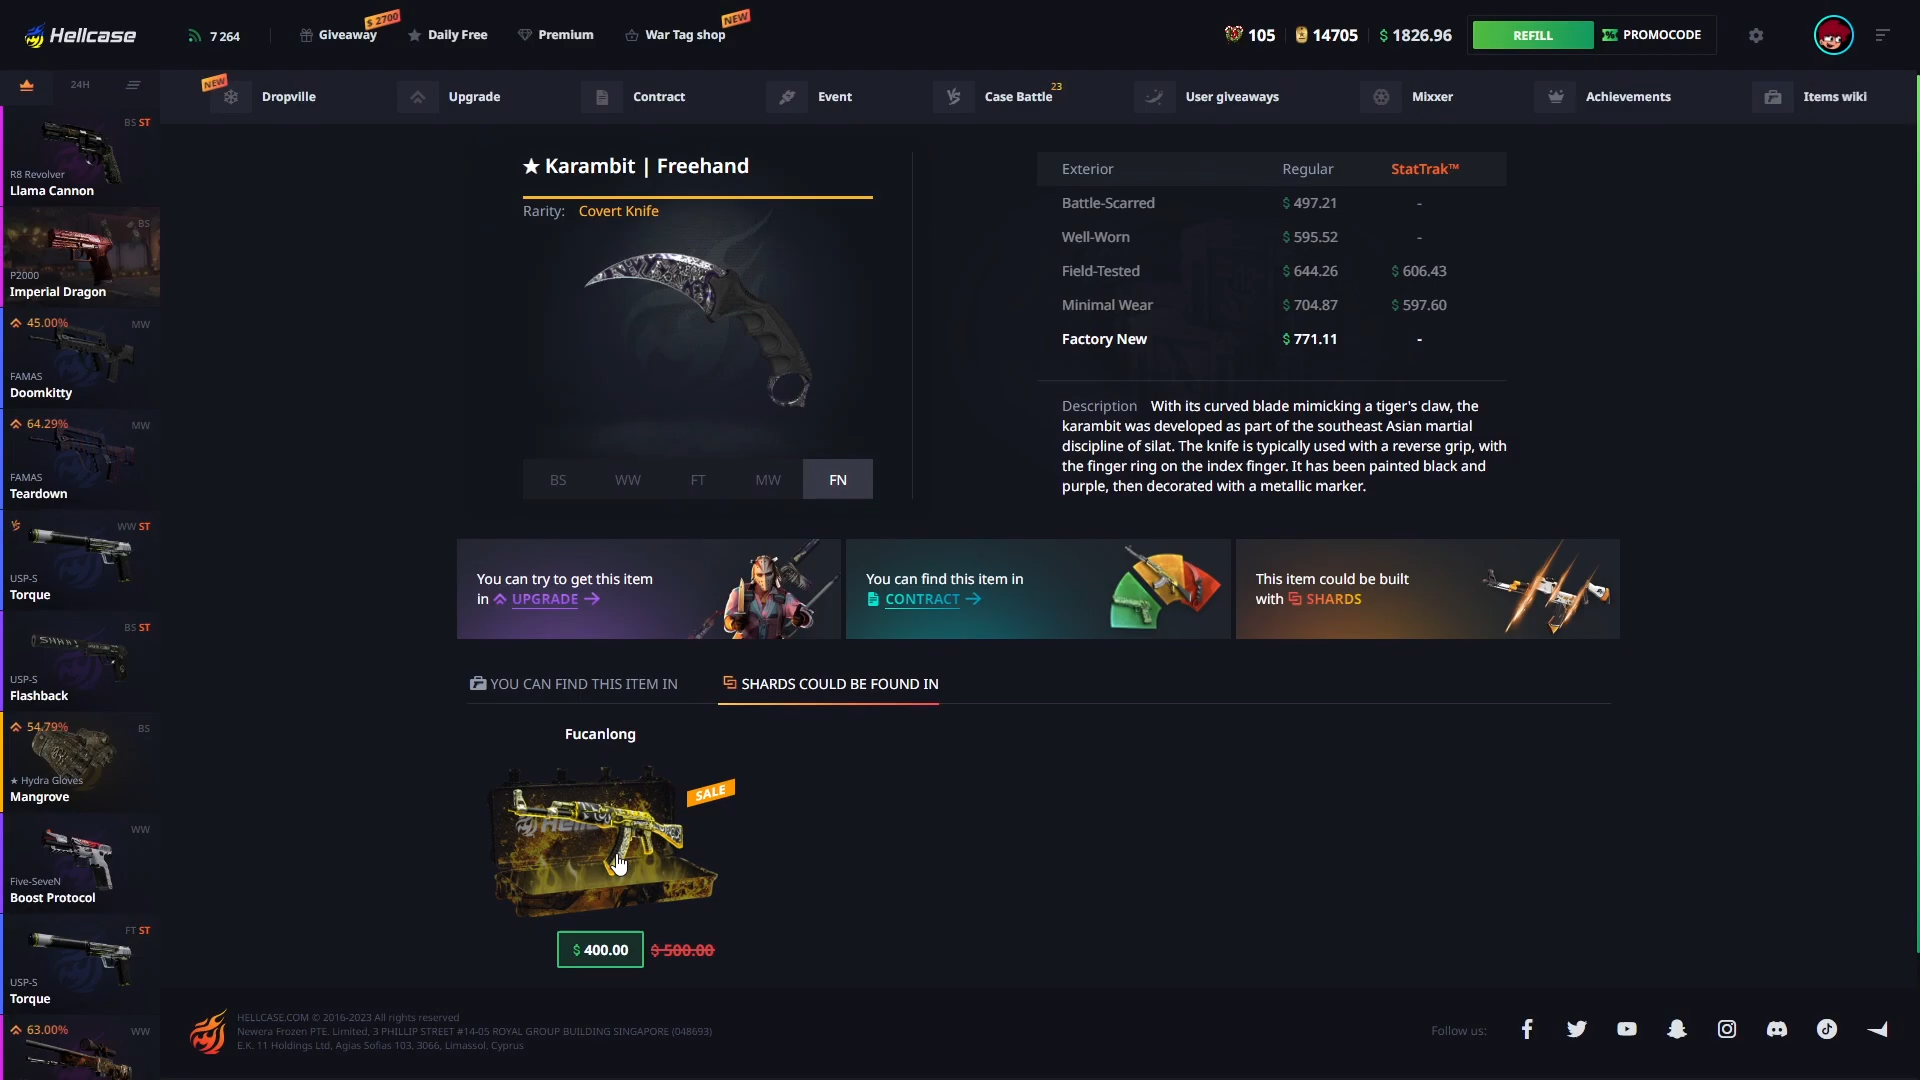 Hellcase
7 264
Giveaway
$ 2700
Daily Free
Premium
War Tag shop
NEW
105
14705
$ 1826.96
REFILL
PROMOCODE
24H
NEW
Dropville
Upgrade
Contract
Event
Case Battle
23
User giveaways
Mixxer
Achievements
Items wiki
BS ST
R8 Revolver
Llama Cannon
BS
P2000
Imperial Dragon
45.00%
MW
FAMAS
Doomkitty
64.29%
MW
FAMAS
Teardown
WW ST
USP-S
Torque
BS ST
USP-S
Flashback
54.79%
BS
★ Hydra Gloves
Mangrove
WW
Five-SeveN
Boost Protocol
FT ST
USP-S
Torque
63.00%
WW
★ Karambit | Freehand
Rarity: Covert Knife
BS WW FT MW FN
Exterior Regular StatTrak™
Battle-Scarred $ 497.21 -
Well-Worn $ 595.52 -
Field-Tested $ 644.26 $ 606.43
Minimal Wear $ 704.87 $ 597.60
Factory New $ 771.11 -
Description With its curved blade mimicking a tiger's claw, the
karambit was developed as part of the southeast Asian martial
discipline of silat. The knife is typically used with a reverse grip, with
the finger ring on the index finger. It has been painted black and
purple, then decorated with a metallic marker.
You can try to get this item
in UPGRADE
You can find this item in
CONTRACT
This item could be built
with SHARDS
YOU CAN FIND THIS ITEM IN
SHARDS COULD BE FOUND IN
Fucanlong
SALE
$ 400.00 $ 500.00
HELLCASE.COM © 2016-2023 All rights reserved
Newera Frozen PTE. Limited, 3 PHILLIP STREET #14-05 ROYAL GROUP BUILDING SINGAPORE (048693)
E.K. 11 Holdings Ltd, Agias Sofias 103, 3066, Limassol, Cyprus
Follow us: